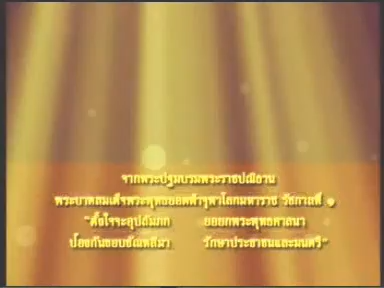 จากพระปฐมบรมพระราชปณิธาน
พระบาทสมเด็จพระพุทธยอดฟ้าจุฬาโลกมหาราช รัชกาลที่ ๑
"ตั้งใจจะอุปถัมภก ยอยกพระพุทธศาสนา
ป้องกันขอบขัณฑสีมา รักษาประชาชนและมนตรี"